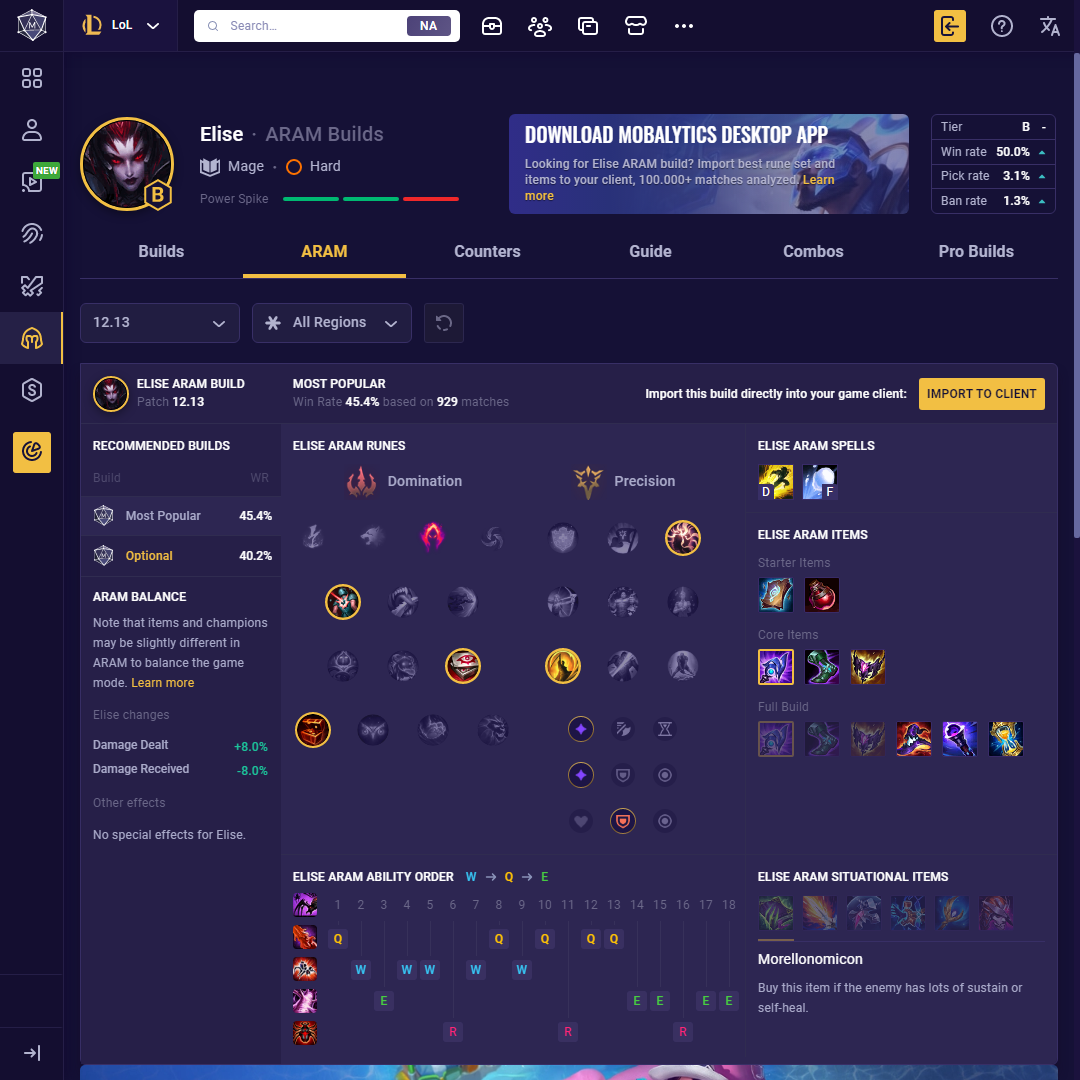 LoL
Search...
NA
NEW
Elise · ARAM Builds
Mage · Hard
Power Spike
B
DOWNLOAD MOBALYTICS DESKTOP APP
Looking for Elise ARAM build? Import best rune set and
items to your client, 100.000+ matches analyzed. Learn
more
Tier B -
Win rate 50.0%
Pick rate 3.1%
Ban rate 1.3%
Builds ARAM Counters Guide Combos Pro Builds
12.13
All Regions
ELISE ARAM BUILD
Patch 12.13
MOST POPULAR
Win Rate 45.4% based on 929 matches
Import this build directly into your game client:
IMPORT TO CLIENT
RECOMMENDED BUILDS
Build WR
Most Popular 45.4%
Optional 40.2%
ARAM BALANCE
Note that items and champions
may be slightly different in
ARAM to balance the game
mode. Learn more
Elise changes
Damage Dealt +8.0%
Damage Received -8.0%
Other effects
No special effects for Elise.
ELISE ARAM RUNES
Domination
Precision
ELISE ARAM SPELLS
D F
ELISE ARAM ITEMS
Starter Items
Core Items
Full Build
ELISE ARAM ABILITY ORDER W → Q → E
1 2 3 4 5 6 7 8 9 10 11 12 13 14 15 16 17 18
Q Q Q Q Q
W W W W W
E E E E E
R R R
ELISE ARAM SITUATIONAL ITEMS
Morellonomicon
Buy this item if the enemy has lots of sustain or
self-heal.